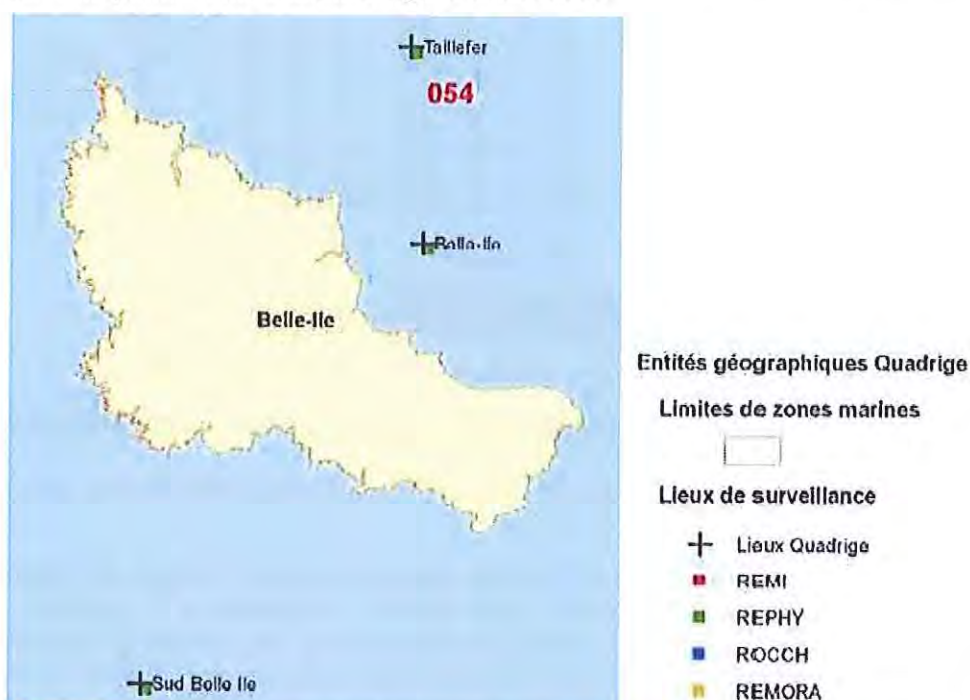 Taillefer
054
Belle-Ile
Belle-Ile
Sud Belle Ile
Entités géographiques Quadrige
Limites de zones marines
Lieux de surveillance
Lieux Quadrige
REMI
REPHY
ROCCH
REMORA